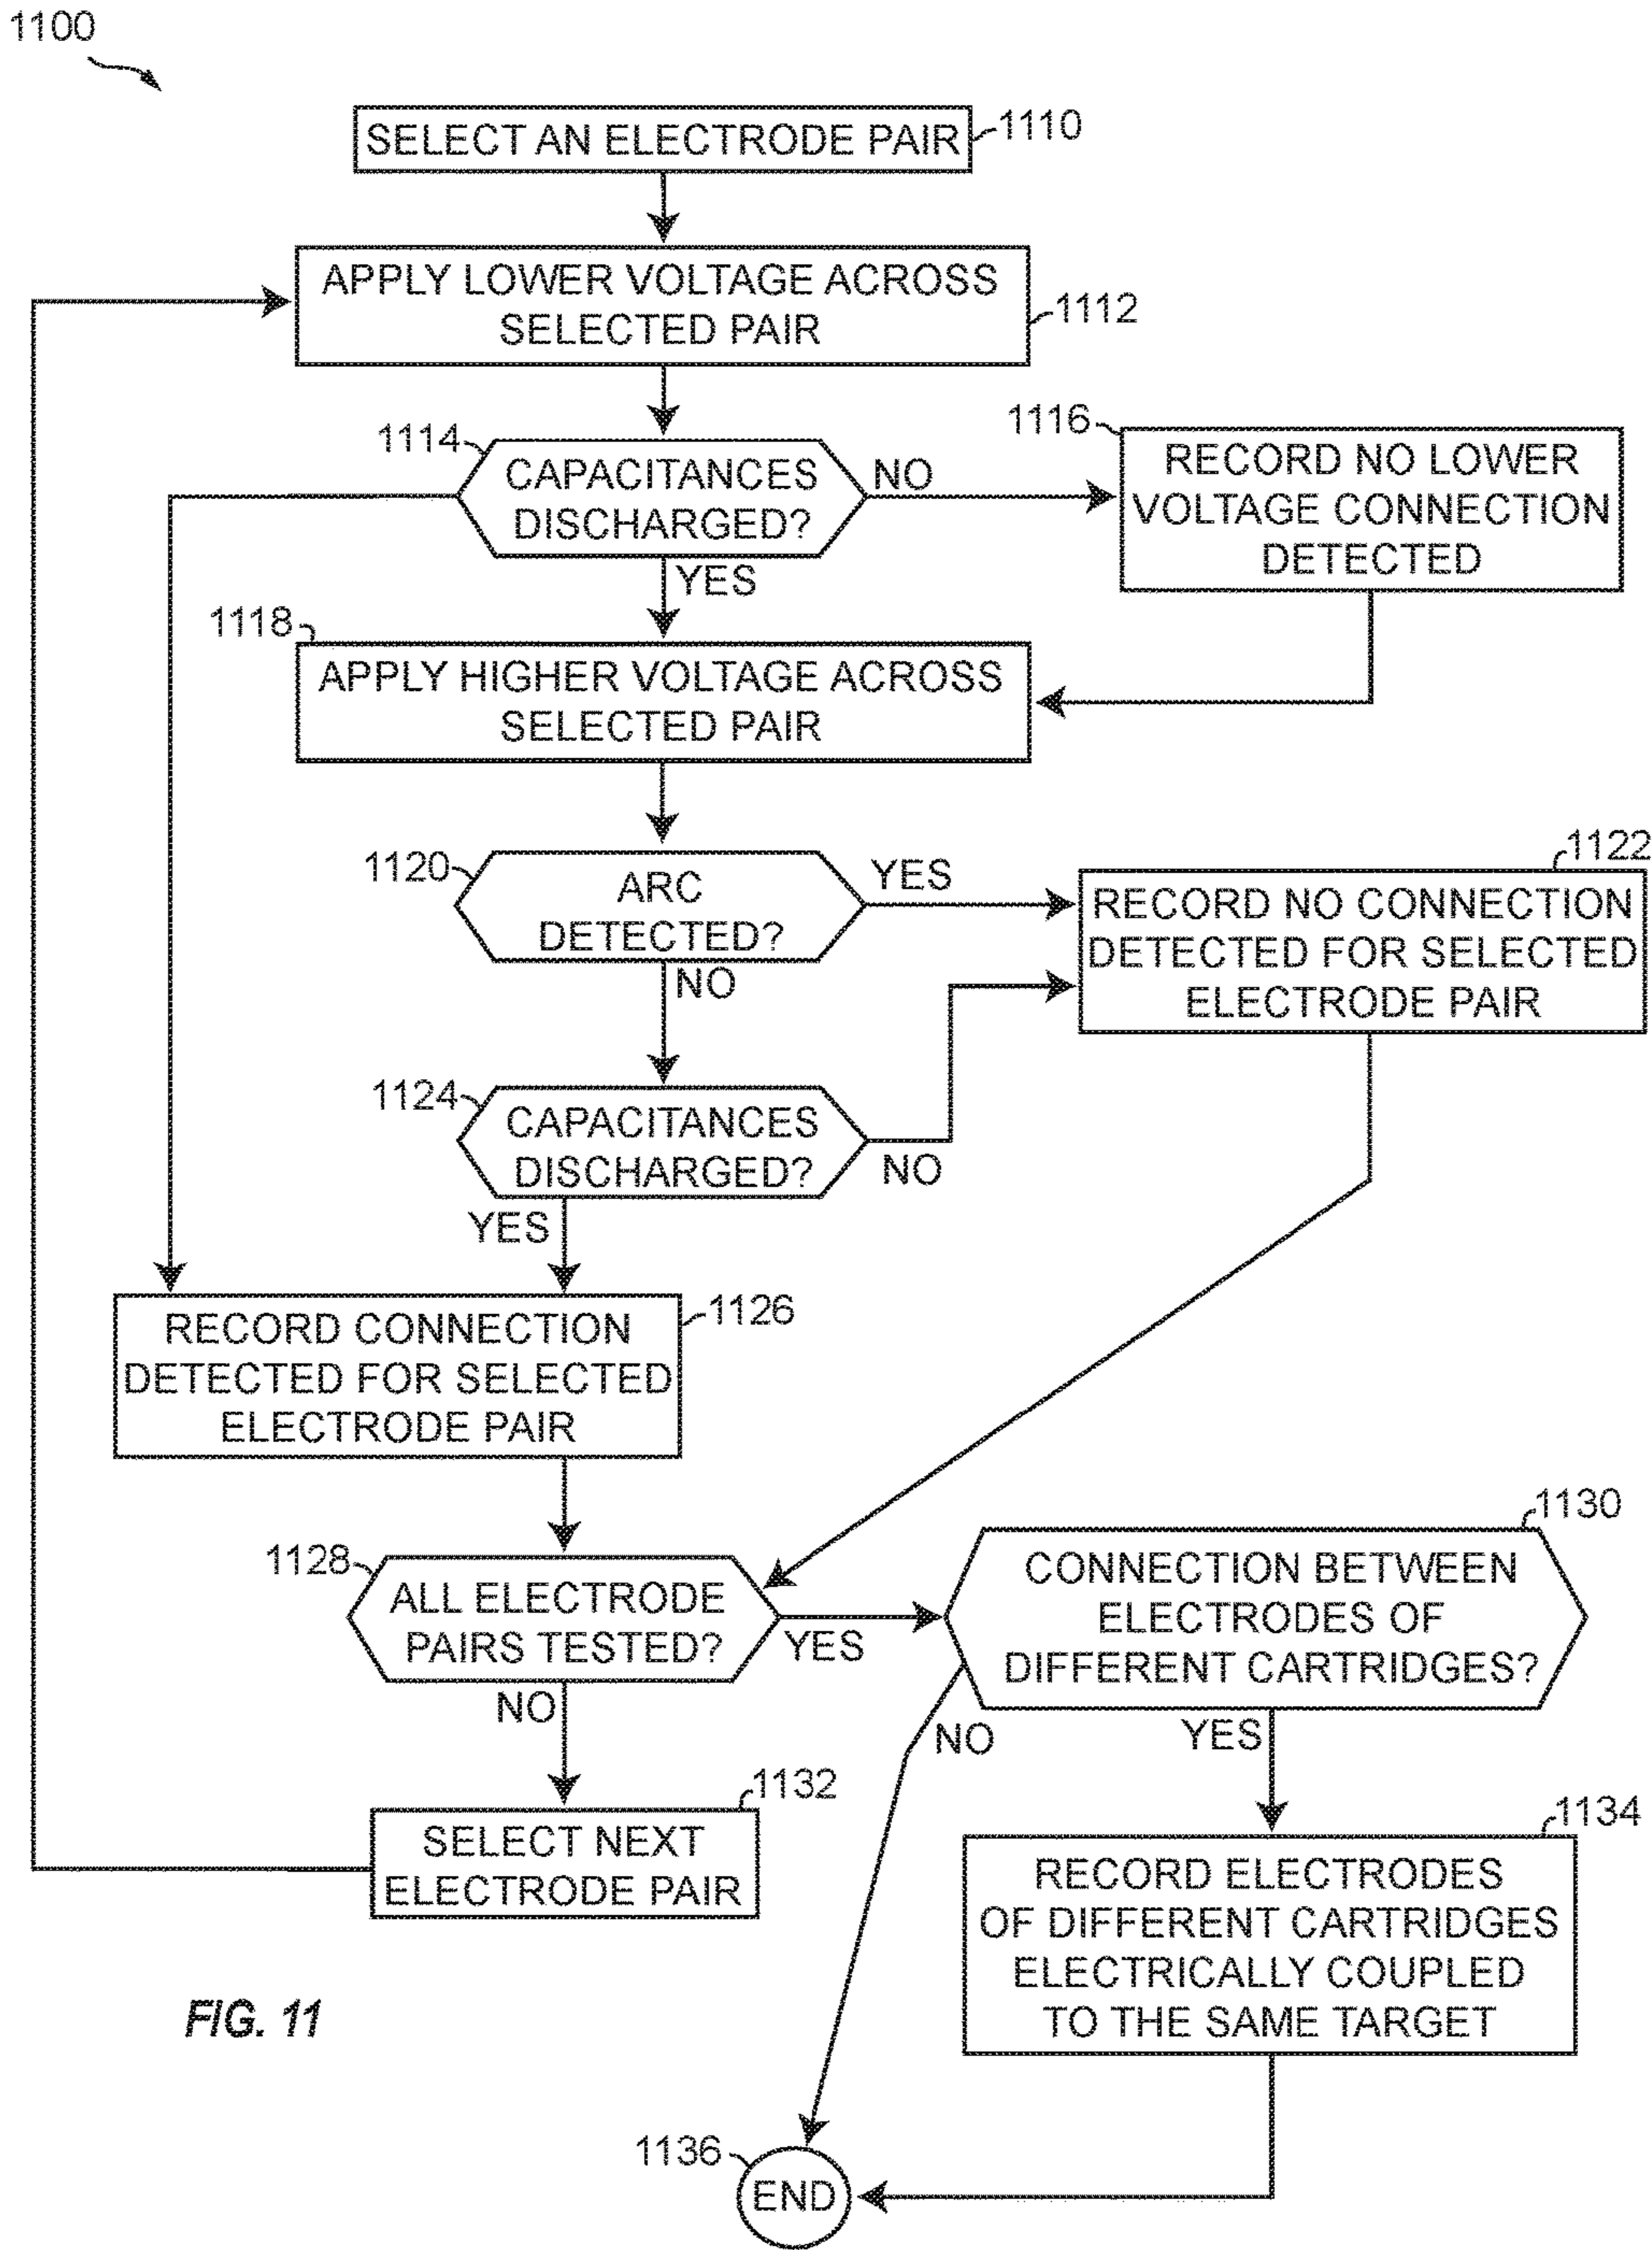 1100
SELECT AN ELECTRODE PAIR
1110
APPLY LOWER VOLTAGE ACROSS
SELECTED PAIR
1112
1114
CAPACITANCES
DISCHARGED?
NO
YES
1116
RECORD NO LOWER
VOLTAGE CONNECTION
DETECTED
1118
APPLY HIGHER VOLTAGE ACROSS
SELECTED PAIR
1120
ARC
DETECTED?
YES
NO
1122
RECORD NO CONNECTION
DETECTED FOR SELECTED
ELECTRODE PAIR
1124
CAPACITANCES
DISCHARGED?
NO
YES
1126
RECORD CONNECTION
DETECTED FOR SELECTED
ELECTRODE PAIR
1128
ALL ELECTRODE
PAIRS TESTED?
YES
NO
1130
CONNECTION BETWEEN
ELECTRODES OF
DIFFERENT CARTRIDGES?
NO
YES
1132
SELECT NEXT
ELECTRODE PAIR
1134
RECORD ELECTRODES
OF DIFFERENT CARTRIDGES
ELECTRICALLY COUPLED
TO THE SAME TARGET
FIG. 11
1136
END